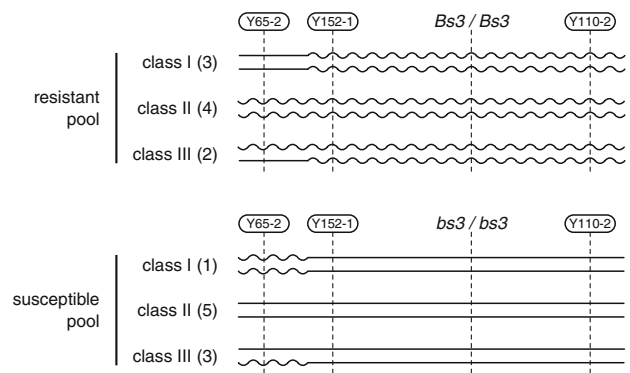 Y65-2 Y152-1 Bs3 / Bs3 Y110-2
class I (3)
resistant pool
class II (4)
class III (2)
Y65-2 Y152-1 bs3 / bs3 Y110-2
class I (1)
susceptible pool
class II (5)
class III (3)